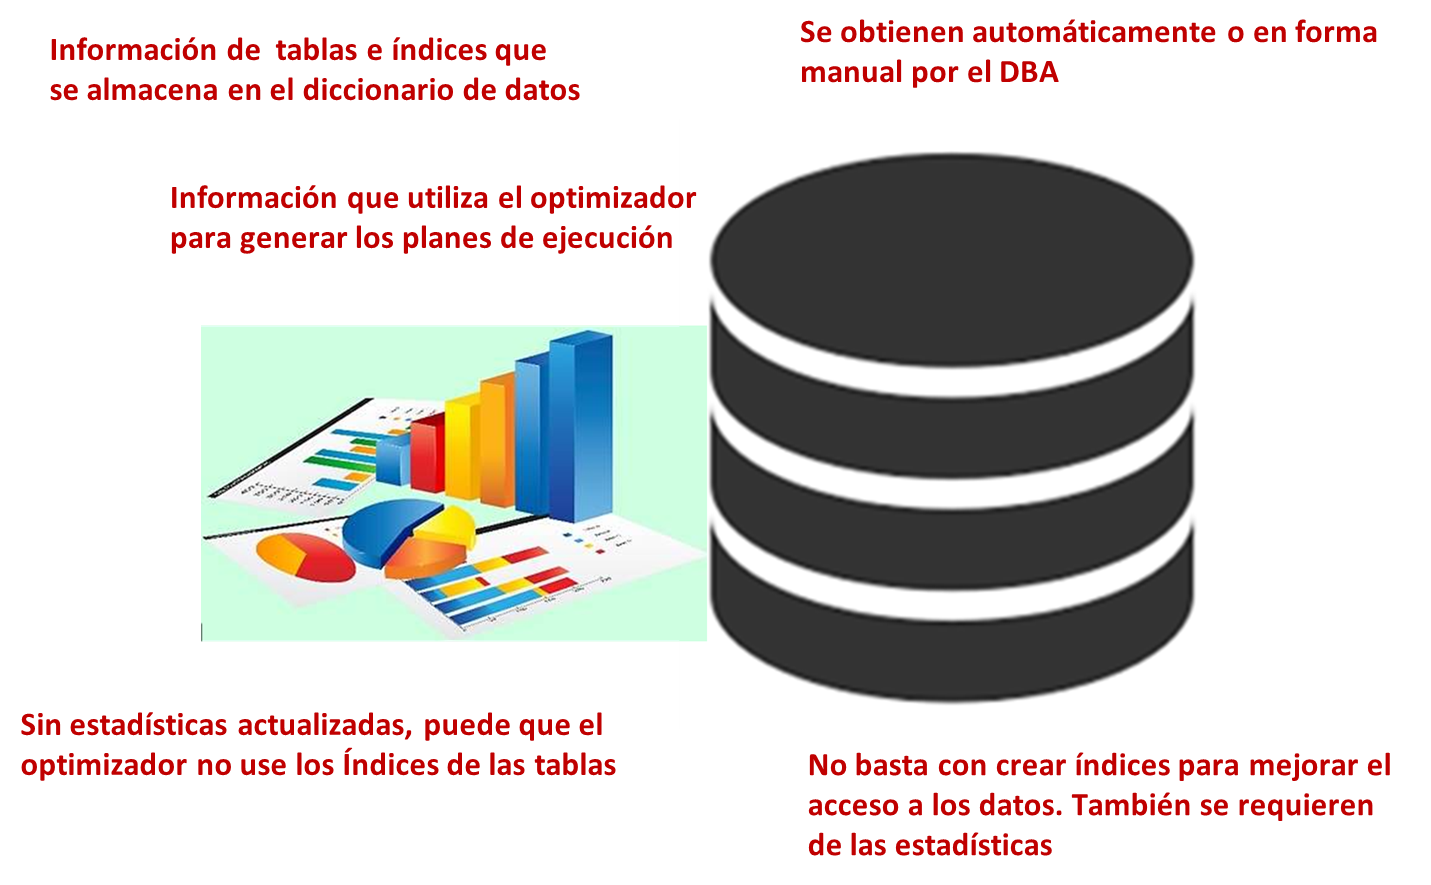 Información de tablas e índices que
se almacena en el diccionario de datos
Se obtienen automáticamente o en forma
manual por el DBA
Información que utiliza el optimizador
para generar los planes de ejecución
Sin estadísticas actualizadas, puede que el
optimizador no use los Índices de las tablas
No basta con crear índices para mejorar el
acceso a los datos. También se requieren
de las estadísticas